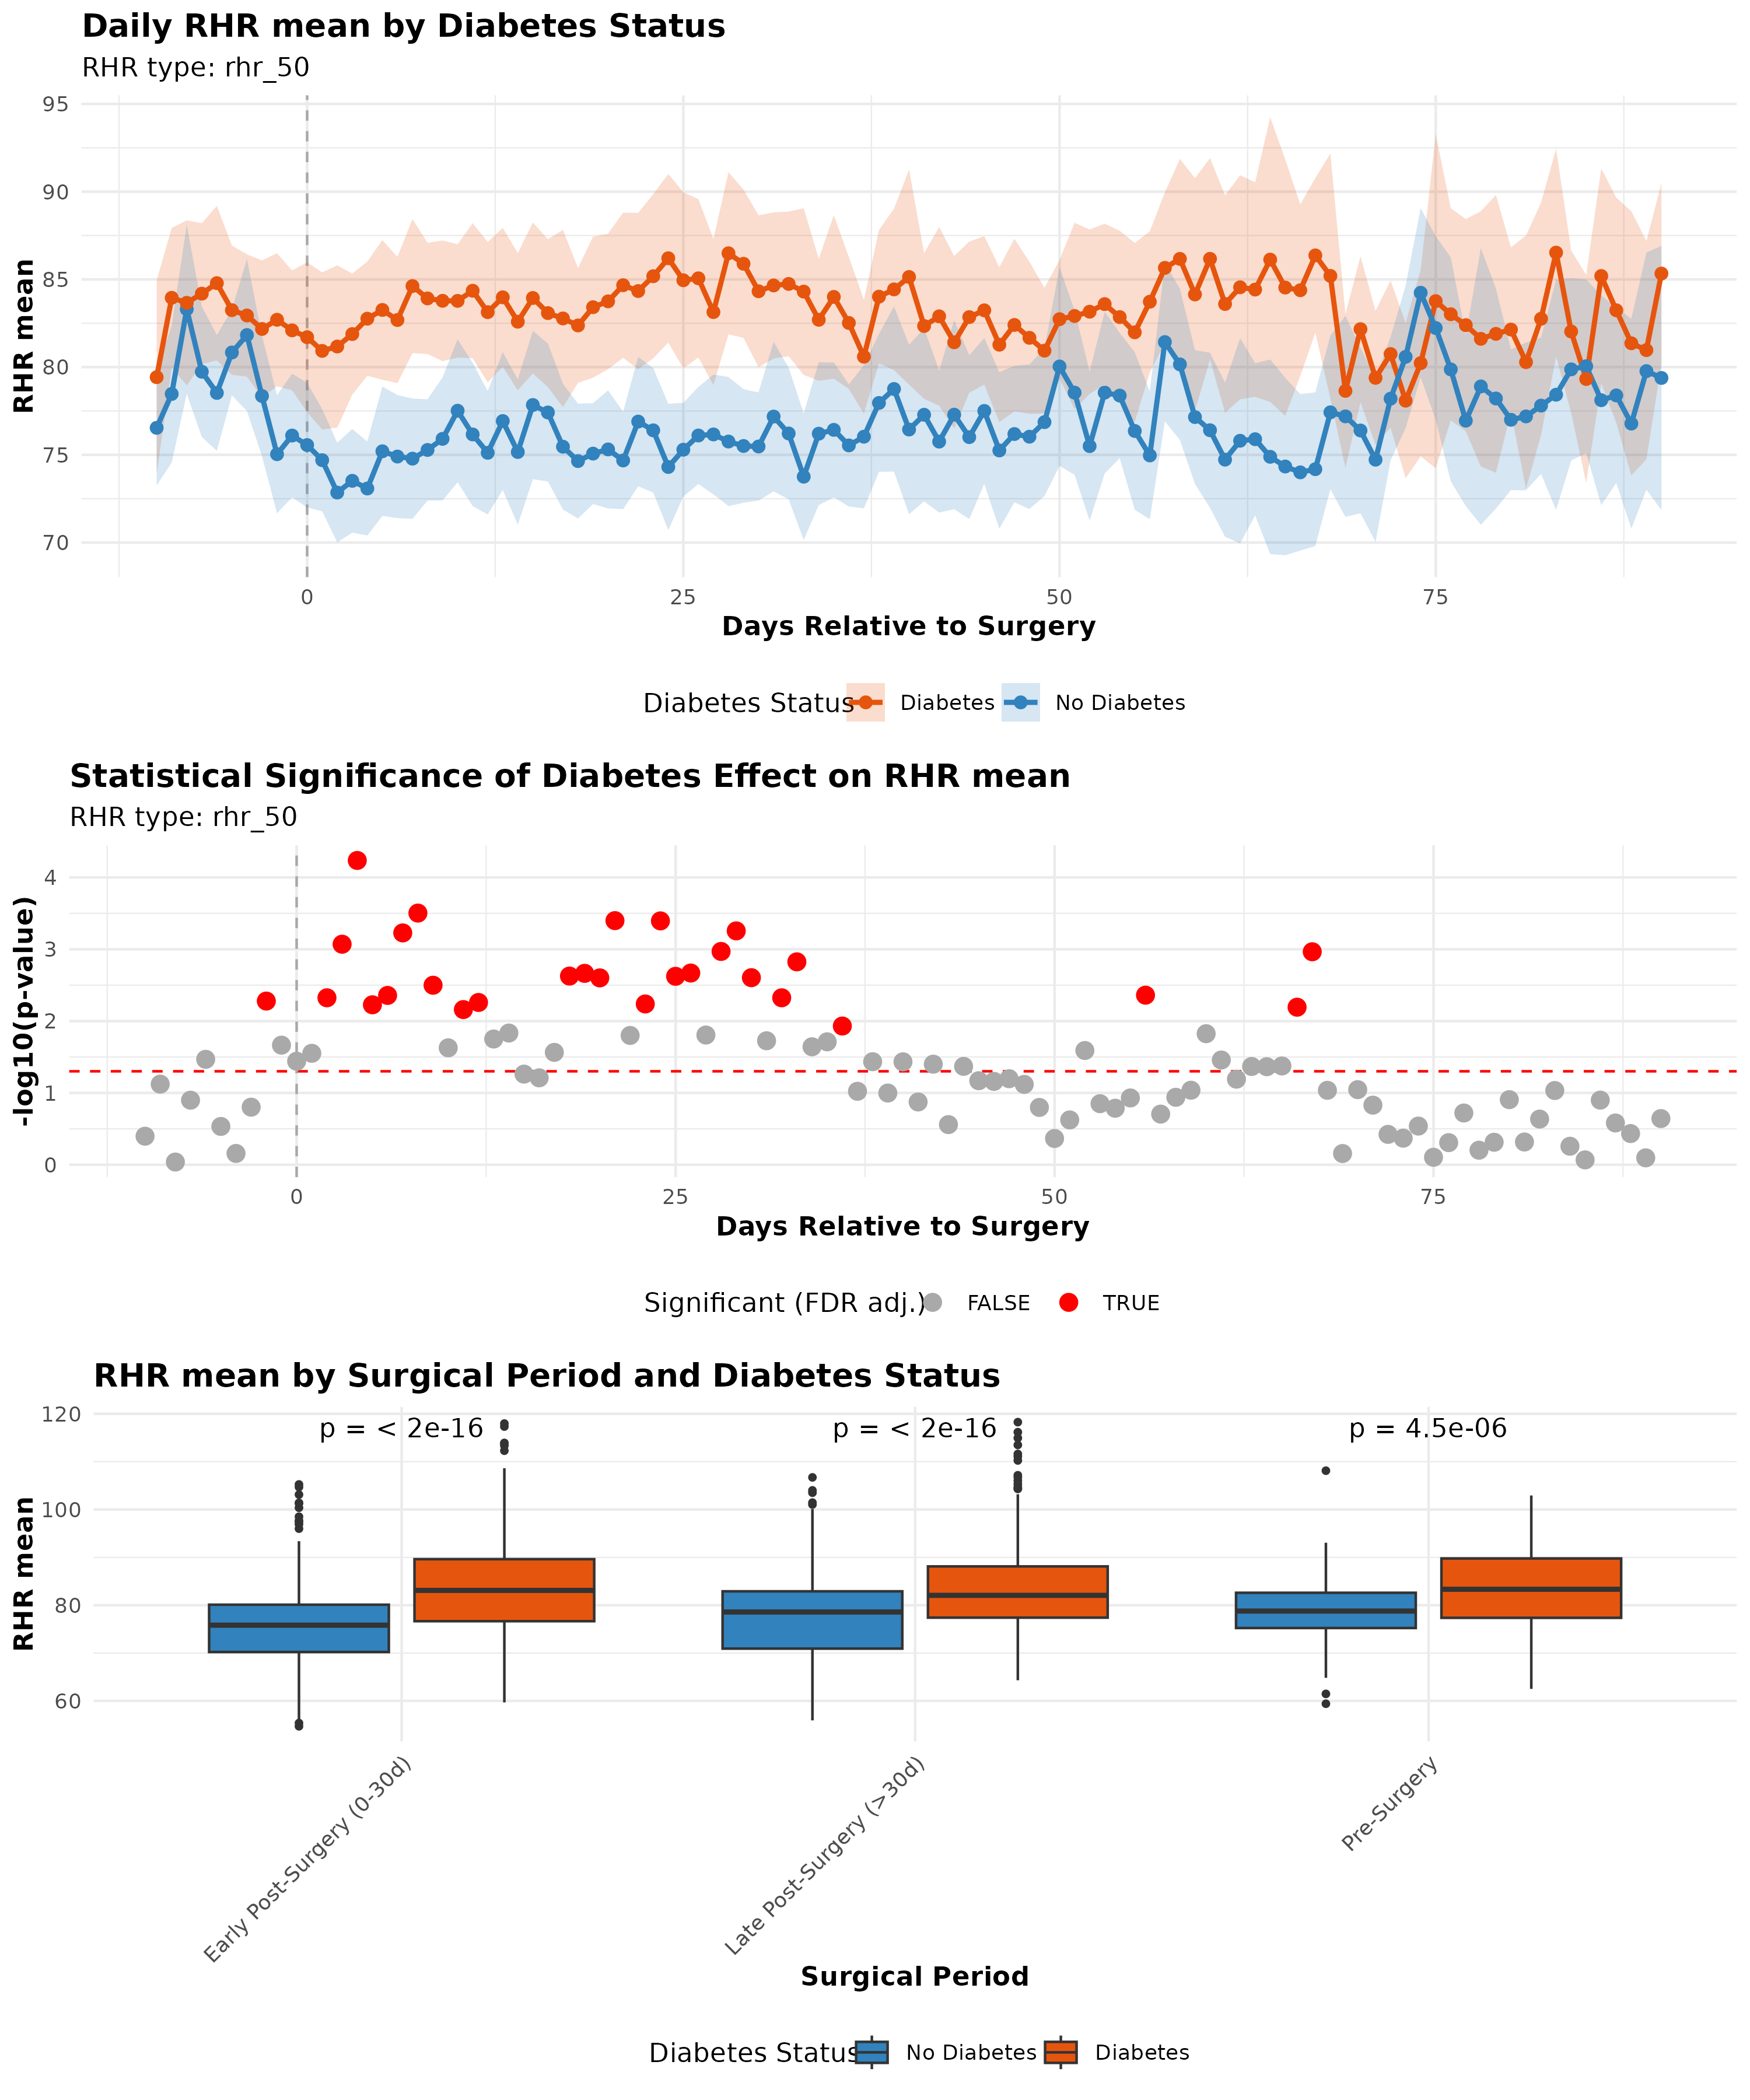 Daily RHR mean by Diabetes Status
RHR type: rhr_50
RHR mean
95
90
85
80
75
70
0 25 50 75
Days Relative to Surgery
Diabetes Status Diabetes No Diabetes
Statistical Significance of Diabetes Effect on RHR mean
RHR type: rhr_50
-log10(p-value)
4
3
2
1
0
0 25 50 75
Days Relative to Surgery
Significant (FDR adj.) FALSE TRUE
RHR mean by Surgical Period and Diabetes Status
RHR mean
120
100
80
60
p = < 2e-16 p = < 2e-16 p = 4.5e-06
Early Post-Surgery (0-30d)
Late Post-Surgery (>30d)
Pre-Surgery
Surgical Period
Diabetes Status No Diabetes Diabetes